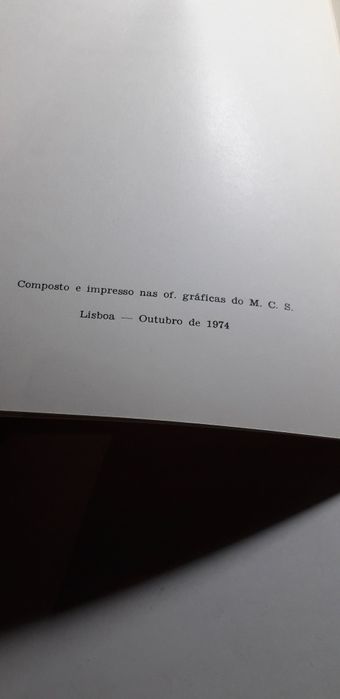 Composto e impresso nas of. gráficas do M. C. S.
Lisboa — Outubro de 1974